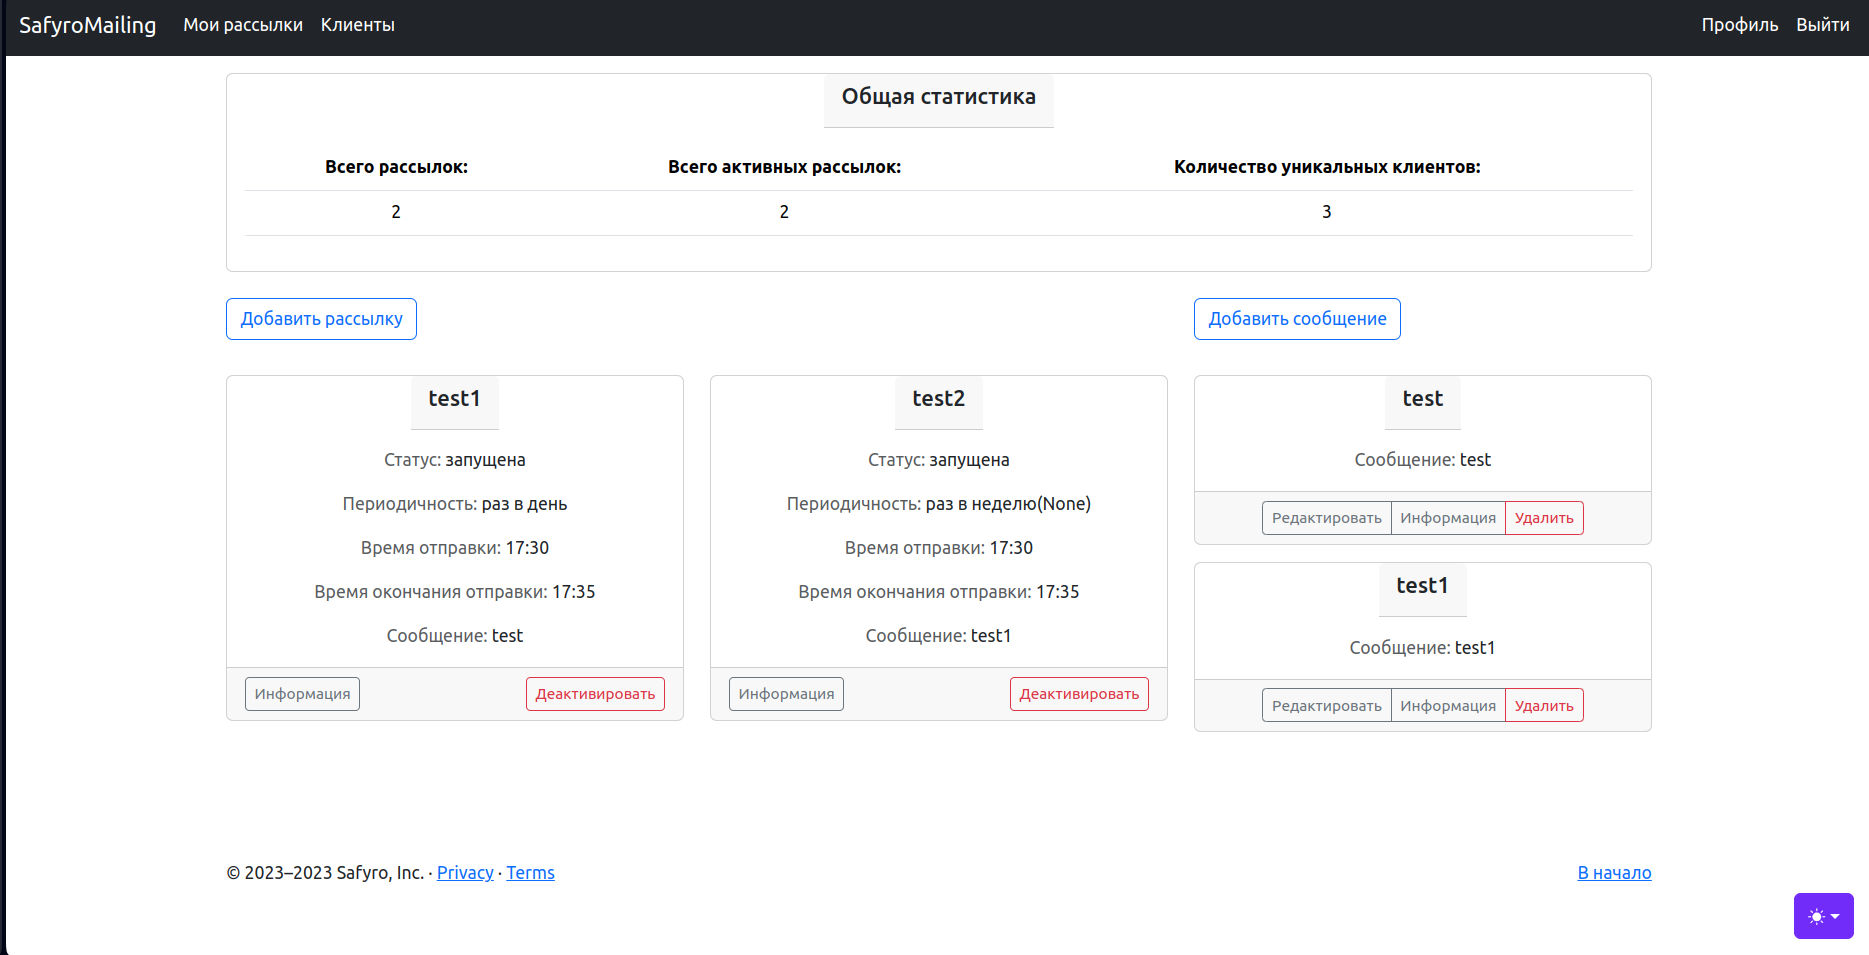 SafyroMailing Мои рассылки Клиенты Профиль Выйти
Общая статистика
Всего рассылок: Всего активных рассылок: Количество уникальных клиентов:
2 2 3
Добавить рассылку Добавить сообщение
test1
Статус: запущена
Периодичность: раз в день
Время отправки: 17:30
Время окончания отправки: 17:35
Сообщение: test
Информация Деактивировать
test2
Статус: запущена
Периодичность: раз в неделю(None)
Время отправки: 17:30
Время окончания отправки: 17:35
Сообщение: test1
Информация Деактивировать
test
Сообщение: test
Редактировать Информация Удалить
test1
Сообщение: test1
Редактировать Информация Удалить
© 2023–2023 Safyro, Inc. · Privacy · Terms В начало